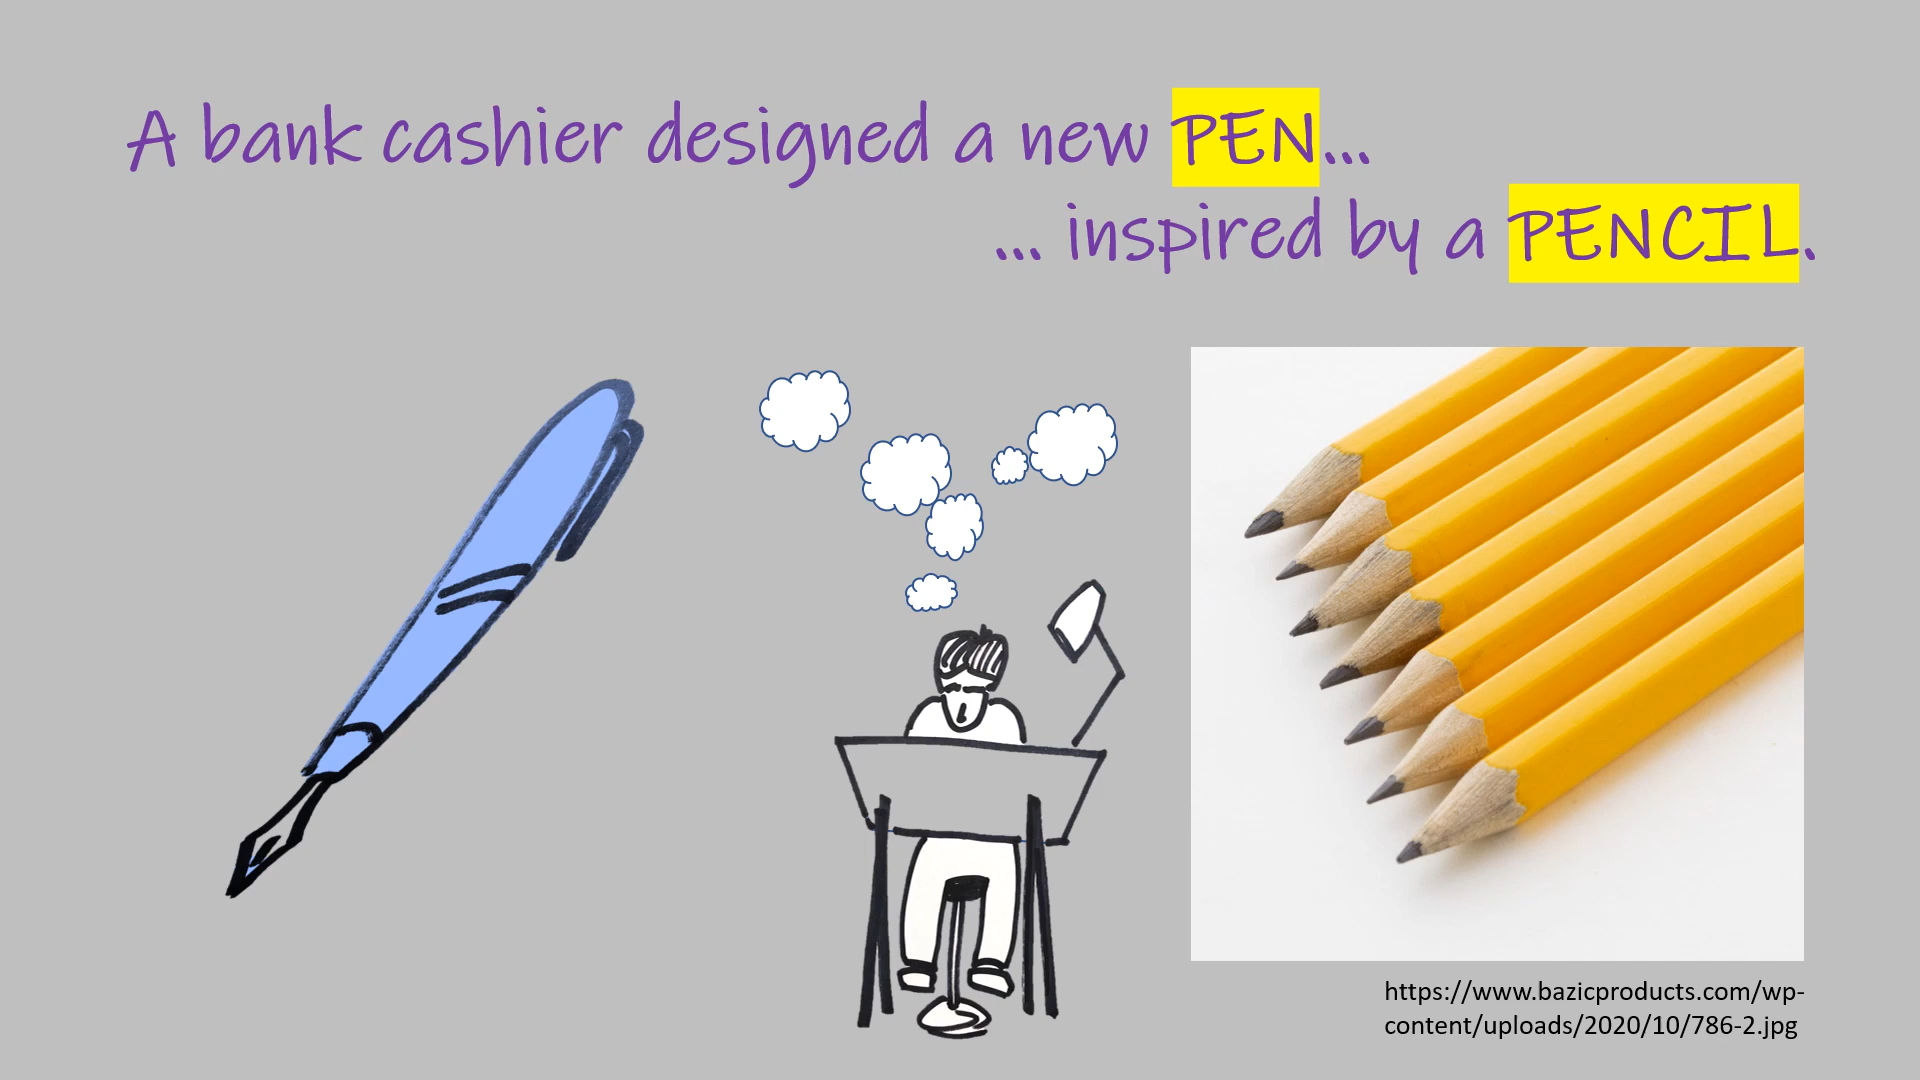 A bank cashier designed a new PEN...
... inspired by a PENCIL.
https://www.bazicproducts.com/wp-
content/uploads/2020/10/786-2.jpg